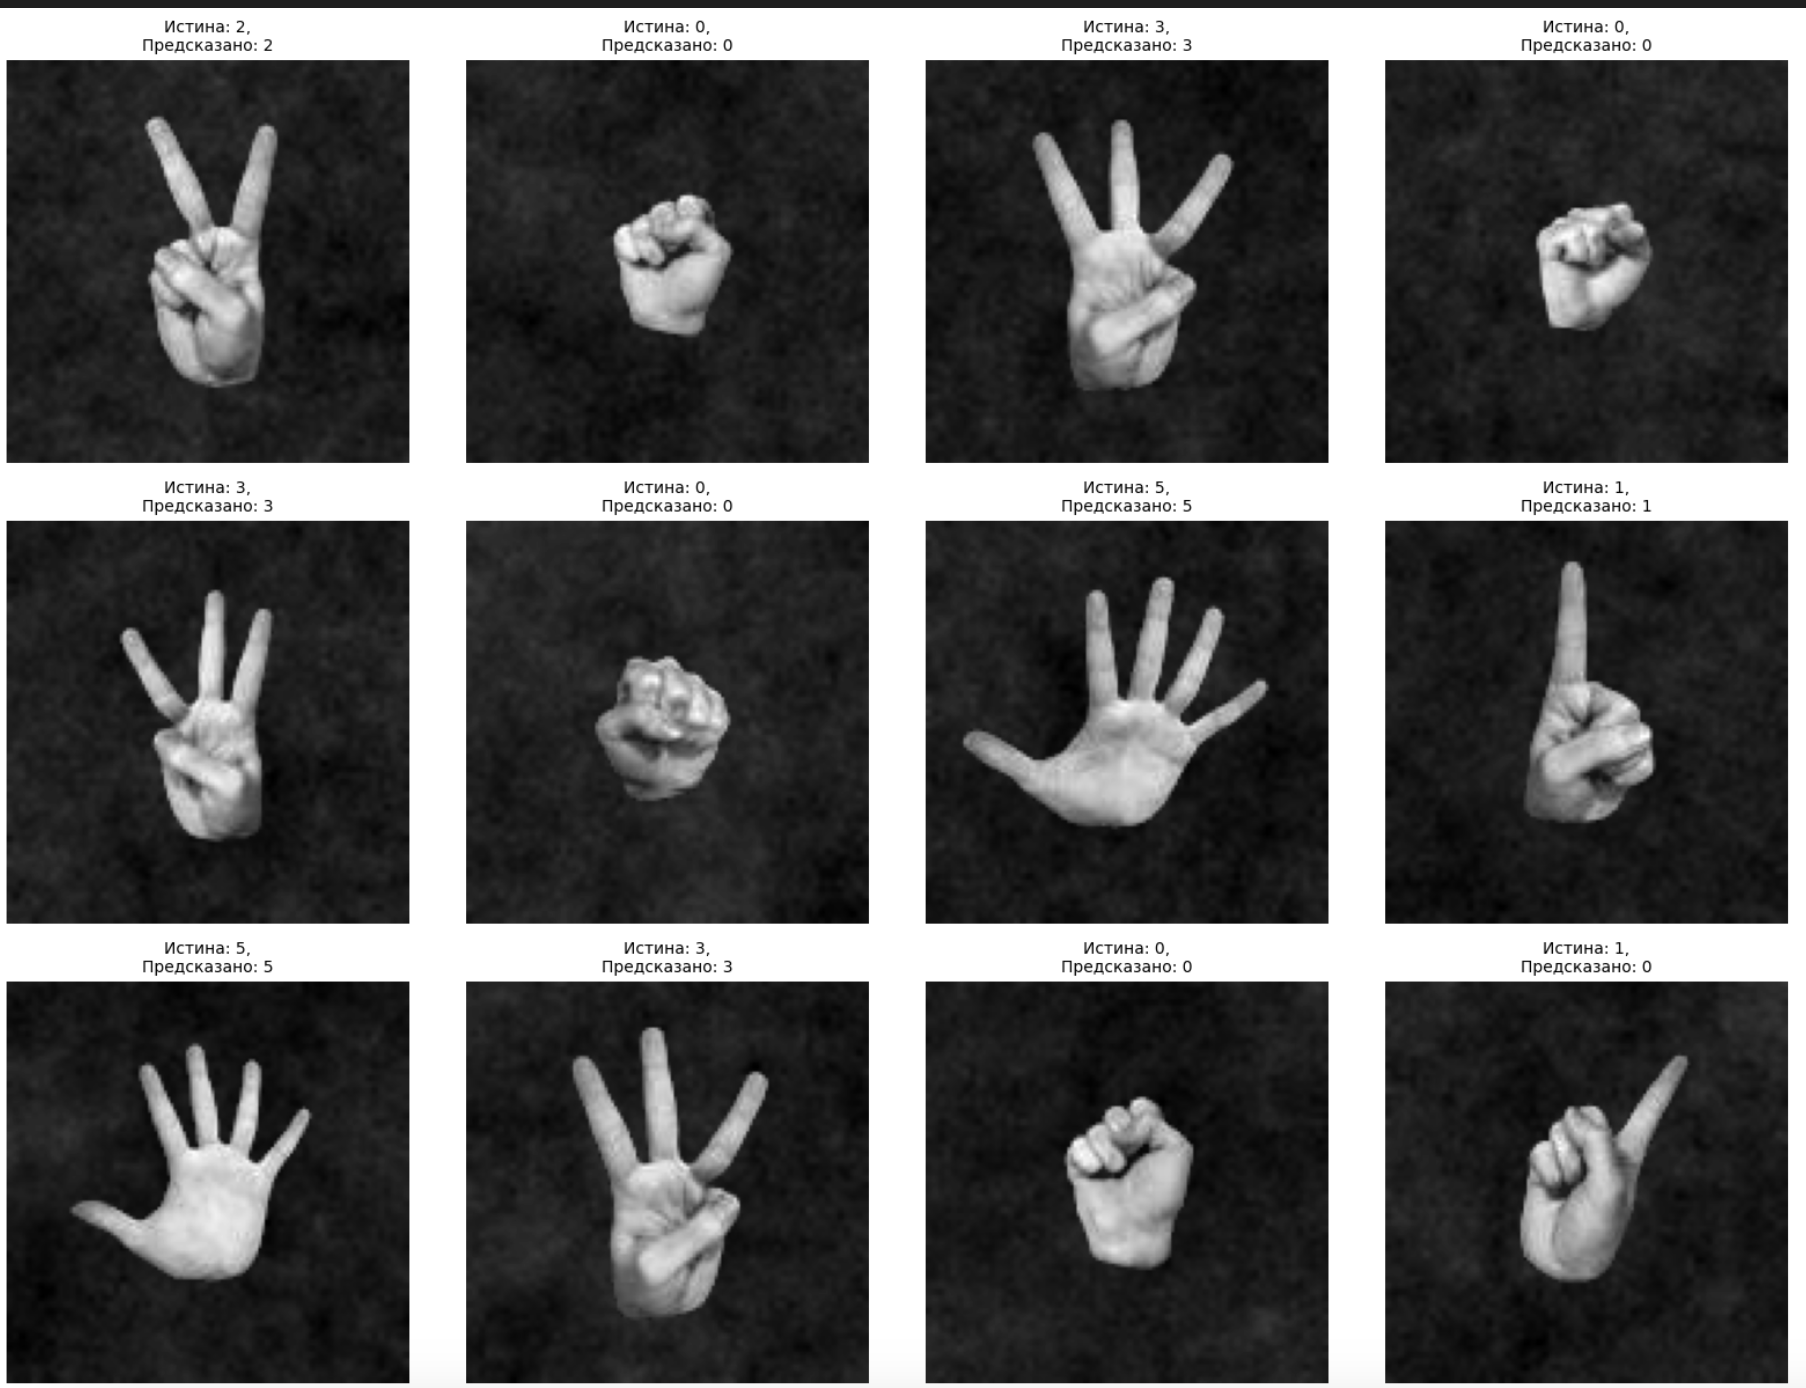 Истина: 2,
Предсказано: 2
Истина: 0,
Предсказано: 0
Истина: 3,
Предсказано: 3
Истина: 0,
Предсказано: 0
Истина: 3,
Предсказано: 3
Истина: 0,
Предсказано: 0
Истина: 5,
Предсказано: 5
Истина: 1,
Предсказано: 1
Истина: 5,
Предсказано: 5
Истина: 3,
Предсказано: 3
Истина: 0,
Предсказано: 0
Истина: 1,
Предсказано: 0